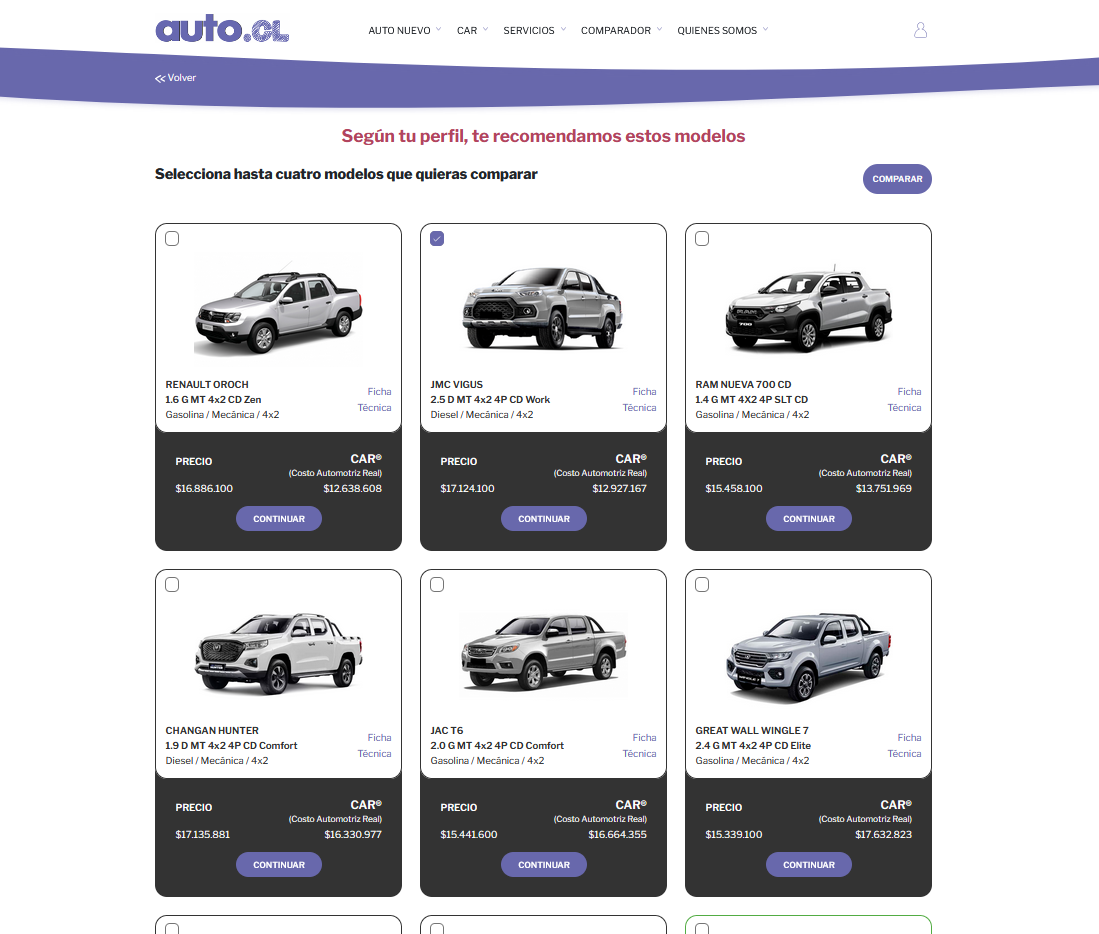 auto.CL
AUTO NUEVO CAR SERVICIOS COMPARADOR QUIENES SOMOS
Volver
Según tu perfil, te recomendamos estos modelos
Selecciona hasta cuatro modelos que quieras comparar
COMPARAR
RENAULT OROCH
1.6 G MT 4x2 CD Zen
Gasolina / Mecánica / 4x2
Ficha
Técnica
PRECIO
CAR®
(Costo Automotriz Real)
$16.886.100
$12.638.608
CONTINUAR
JMC VIGUS
2.5 D MT 4x2 4P CD Work
Diesel / Mecánica / 4x2
Ficha
Técnica
PRECIO
CAR®
(Costo Automotriz Real)
$17.124.100
$12.927.167
CONTINUAR
RAM
700
RAM NUEVA 700 CD
1.4 G MT 4X2 4P SLT CD
Gasolina / Mecánica / 4x2
Ficha
Técnica
PRECIO
CAR®
(Costo Automotriz Real)
$15.458.100
$13.751.969
CONTINUAR
CHANGAN HUNTER
1.9 D MT 4x2 4P CD Comfort
Diesel / Mecánica / 4x2
Ficha
Técnica
PRECIO
CAR®
(Costo Automotriz Real)
$17.135.881
$16.330.977
CONTINUAR
JAC T6
2.0 G MT 4x2 4P CD Comfort
Gasolina / Mecánica / 4x2
Ficha
Técnica
PRECIO
CAR®
(Costo Automotriz Real)
$15.441.600
$16.664.355
CONTINUAR
GREAT WALL WINGLE 7
2.4 G MT 4x2 4P CD Elite
Gasolina / Mecánica / 4x2
Ficha
Técnica
PRECIO
CAR®
(Costo Automotriz Real)
$15.339.100
$17.632.823
CONTINUAR